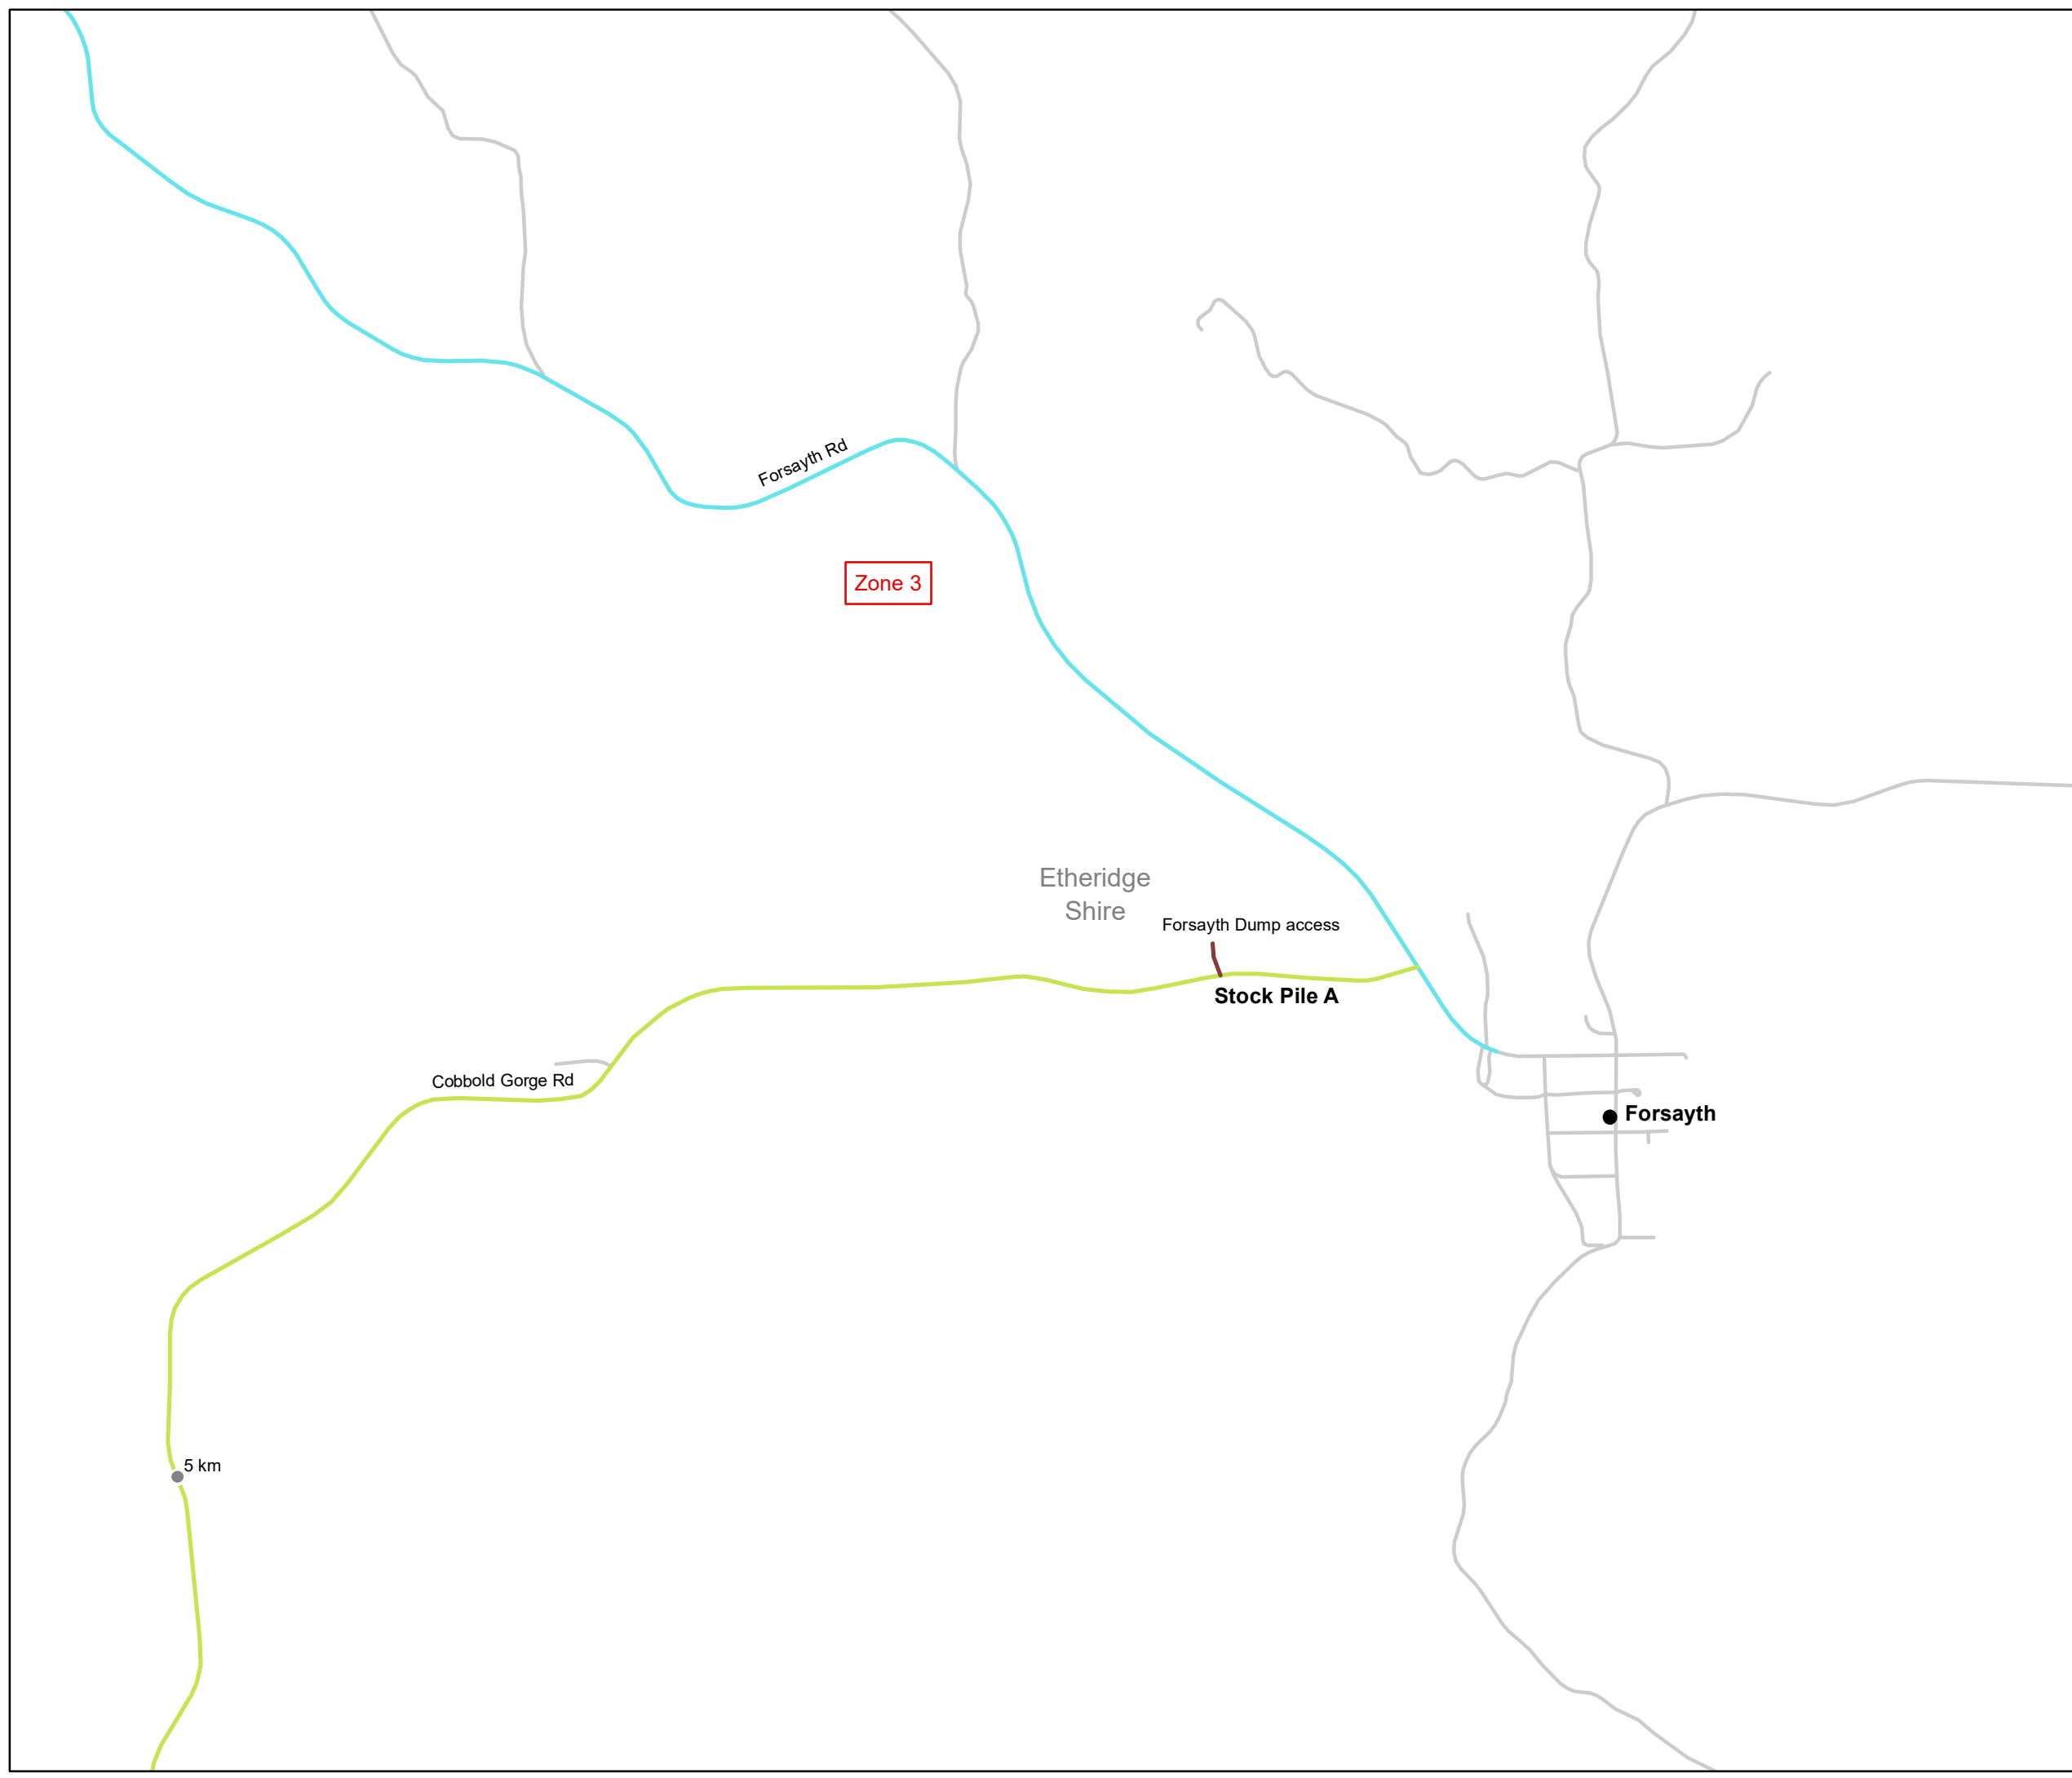 Forsayth Rd
Zone 3
Etheridge
Shire
Forsayth Dump access
Stock Pile A
Cobbold Gorge Rd
Forsayth
5 km